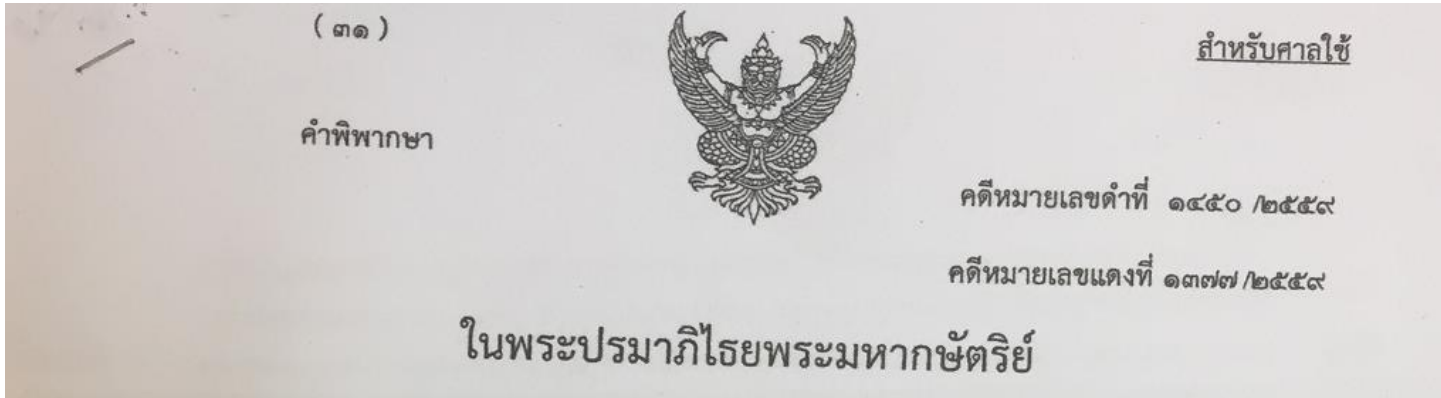 ( ๓๑ )
สำหรับศาลใช้
คำพิพากษา
คดีหมายเลขดำที่ ๑๔๕๐ /๒๕๕๙
คดีหมายเลขแดงที่ ๑๓๗๗ /๒๕๕๙
ในพระปรมาภิไธยพระมหากษัตริย์